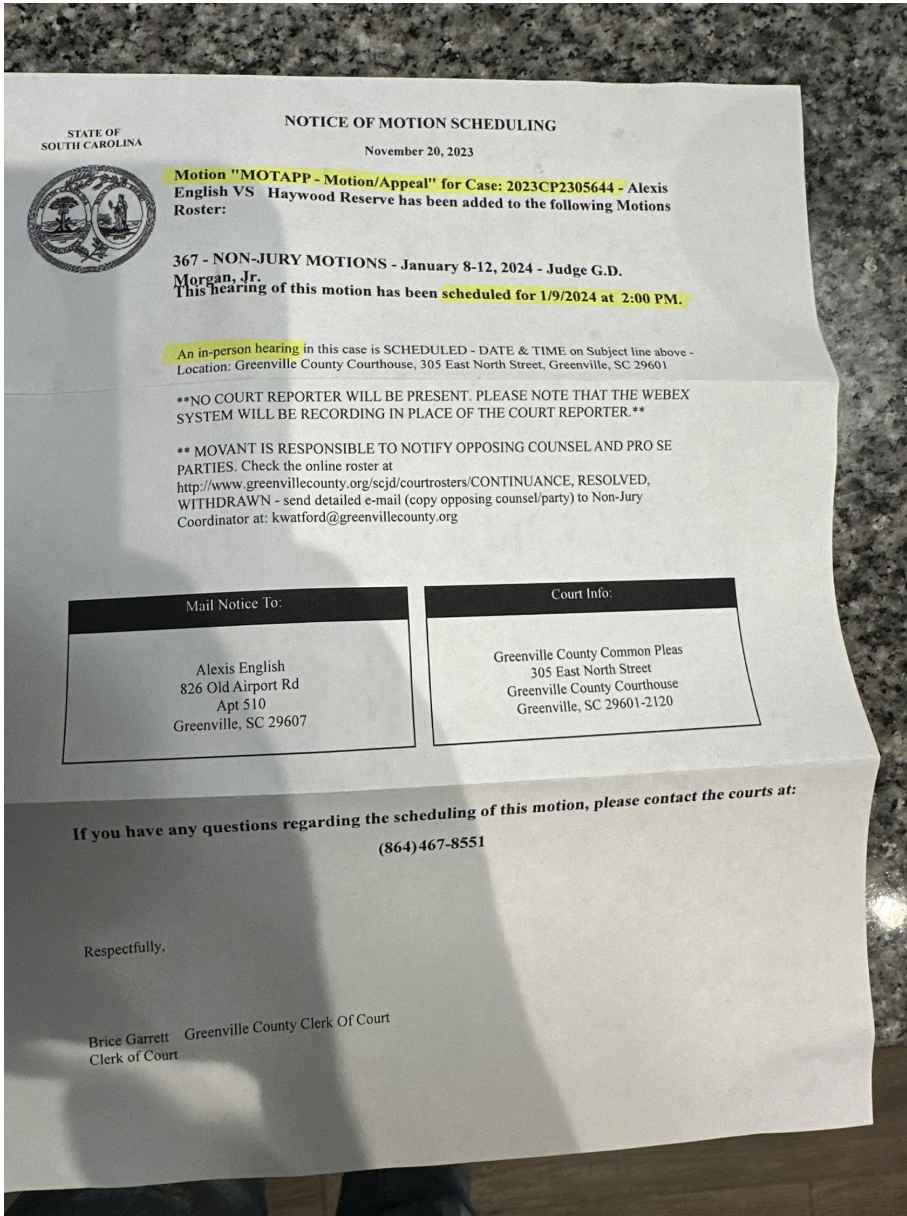 STATE OF
SOUTH CAROLINA
NOTICE OF MOTION SCHEDULING
November 20, 2023
Motion "MOTAPP - Motion/Appeal" for Case: 2023CP2305644 - Alexis
English VS Haywood Reserve has been added to the following Motions
Roster:
367 - NON-JURY MOTIONS - January 8-12, 2024 - Judge G.D.
Morgan, Jr.
This hearing of this motion has been scheduled for 1/9/2024 at 2:00 PM.
An in-person hearing in this case is SCHEDULED - DATE & TIME on Subject line above -
Location: Greenville County Courthouse, 305 East North Street, Greenville, SC 29601
**NO COURT REPORTER WILL BE PRESENT. PLEASE NOTE THAT THE WEBEX
SYSTEM WILL BE RECORDING IN PLACE OF THE COURT REPORTER.**
** MOVANT IS RESPONSIBLE TO NOTIFY OPPOSING COUNSEL AND PRO SE
PARTIES. Check the online roster at
http://www.greenvillecounty.org/scjd/courtrosters/CONTINUANCE, RESOLVED,
WITHDRAWN - send detailed e-mail (copy opposing counsel/party) to Non-Jury
Coordinator at: kwatford@greenvillecounty.org
Mail Notice To:
Alexis English
826 Old Airport Rd
Apt 510
Greenville, SC 29607
Court Info:
Greenville County Common Pleas
305 East North Street
Greenville County Courthouse
Greenville, SC 29601-2120
If you have any questions regarding the scheduling of this motion, please contact the courts at:
(864)467-8551
Respectfully,
Brice Garrett Greenville County Clerk Of Court
Clerk of Court